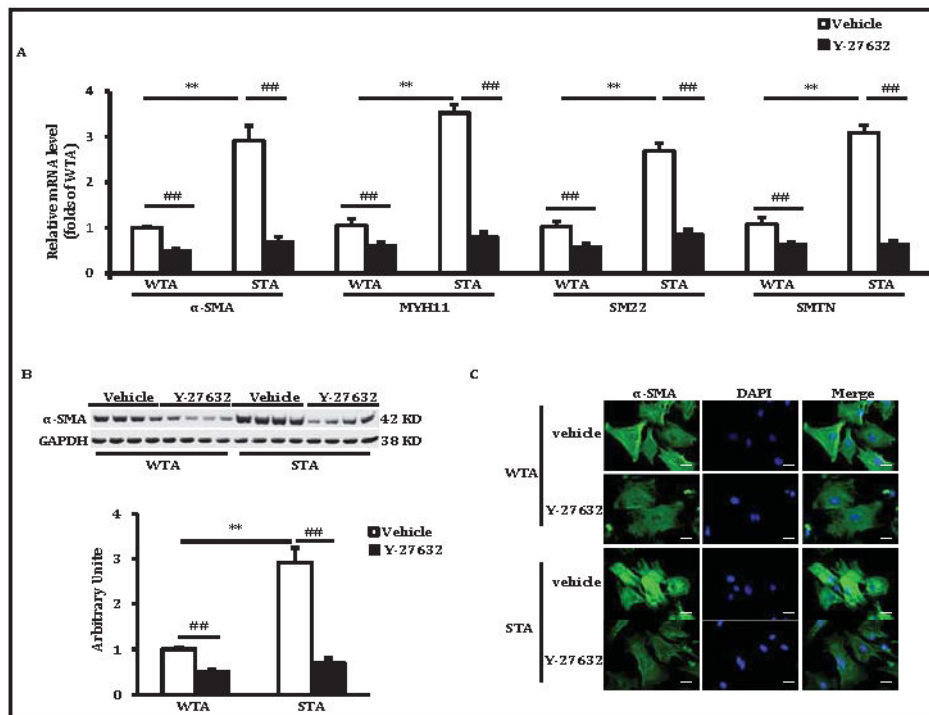 Vehicle
Y-27632
A
Relative mRNA level
(folds of WTA)
4
3
2
1
0
** ## ** ## ** ## ** ##
## ## ## ##
WTA STA WTA STA WTA STA WTA STA
α-SMA MYH11 SM22 SMTN
B
Vehicle Y-27632 Vehicle Y-27632
α-SMA 42 KD
GAPDH 38 KD
WTA STA
Arbitrary Unite
4
3
2
1
0
Vehicle
Y-27632
** ##
##
WTA STA
C
α-SMA DAPI Merge
WTA
vehicle
Y-27632
STA
vehicle
Y-27632